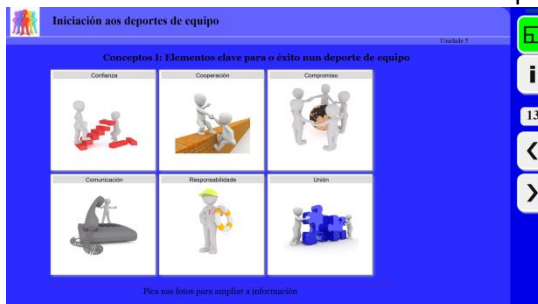 Iniciación aos deportes de equipo
Unidade 5
Conceptos 1: Elementos clave para o éxito nun deporte de equipo
Confianza
Cooperación
Compromiso
Comunicación
Responsabilidade
Unión
Pica nas fotos para ampliar a información
i
13